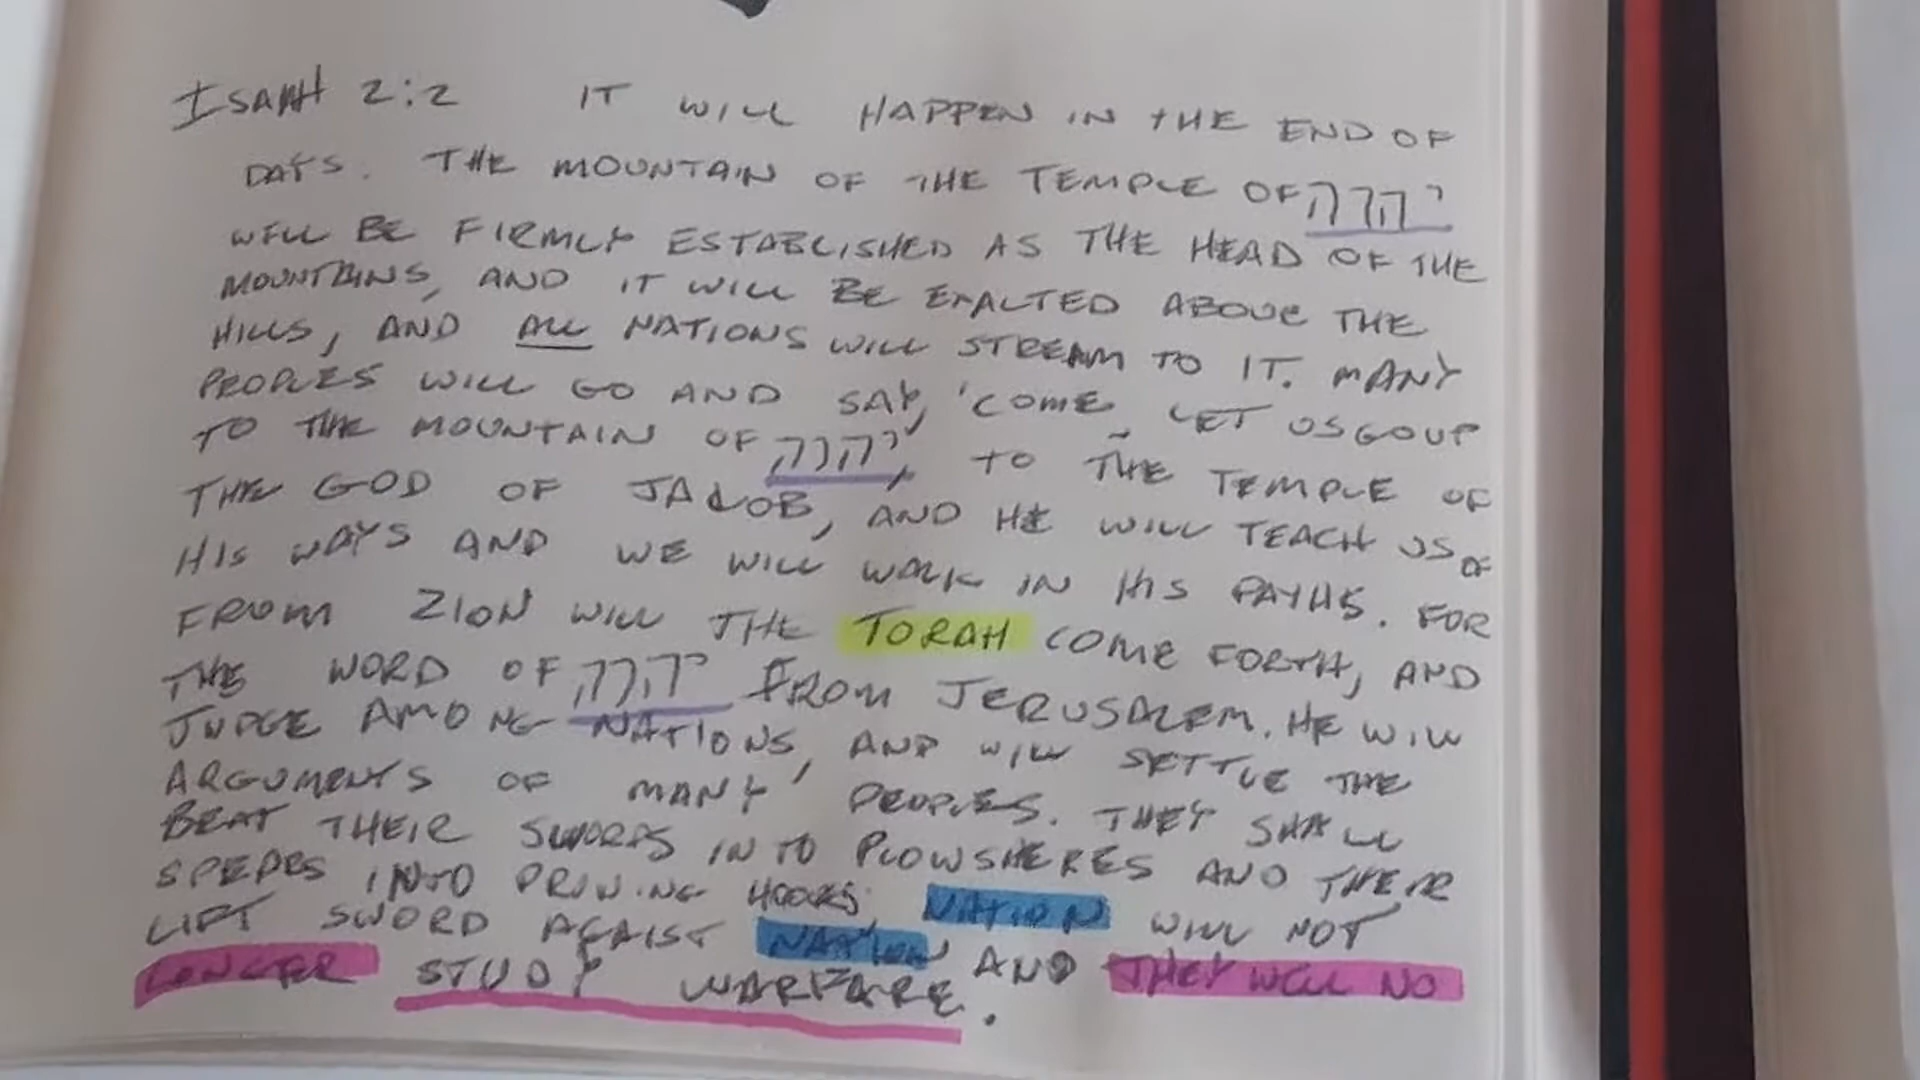 ISAIAH 2:2 IT WILL HAPPEN IN THE END OF
DAYS. THE MOUNTAIN OF THE TEMPLE OF יהוה
WILL BE FIRMLY ESTABLISHED AS THE HEAD OF THE
MOUNTAINS, AND IT WILL BE EXALTED ABOVE THE
HILLS, AND ALL NATIONS WILL STREAM TO IT. MANY
PEOPLES WILL GO AND SAY, 'COME LET US GO UP
TO THE MOUNTAIN OF יהוה, TO THE TEMPLE OF
THE GOD OF JACOB, AND HE WILL TEACH US OF
HIS WAYS AND WE WILL WALK IN HIS PATHS. FOR
FROM ZION WILL THE TORAH COME FORTH, AND
THE WORD OF יהוה FROM JERUSALEM. HE WILL
JUDGE AMONG NATIONS, AND WILL SETTLE THE
ARGUMENTS OF MANY PEOPLES. THEY SHALL
BEAT THEIR SWORDS INTO PLOWSHERES AND THEIR
SPEARS INTO PRUNING HOOKS; NATION WILL NOT
LIFT SWORD AGAIST NATION AND THEY WILL NO
LONGER STUDY WARFARE.